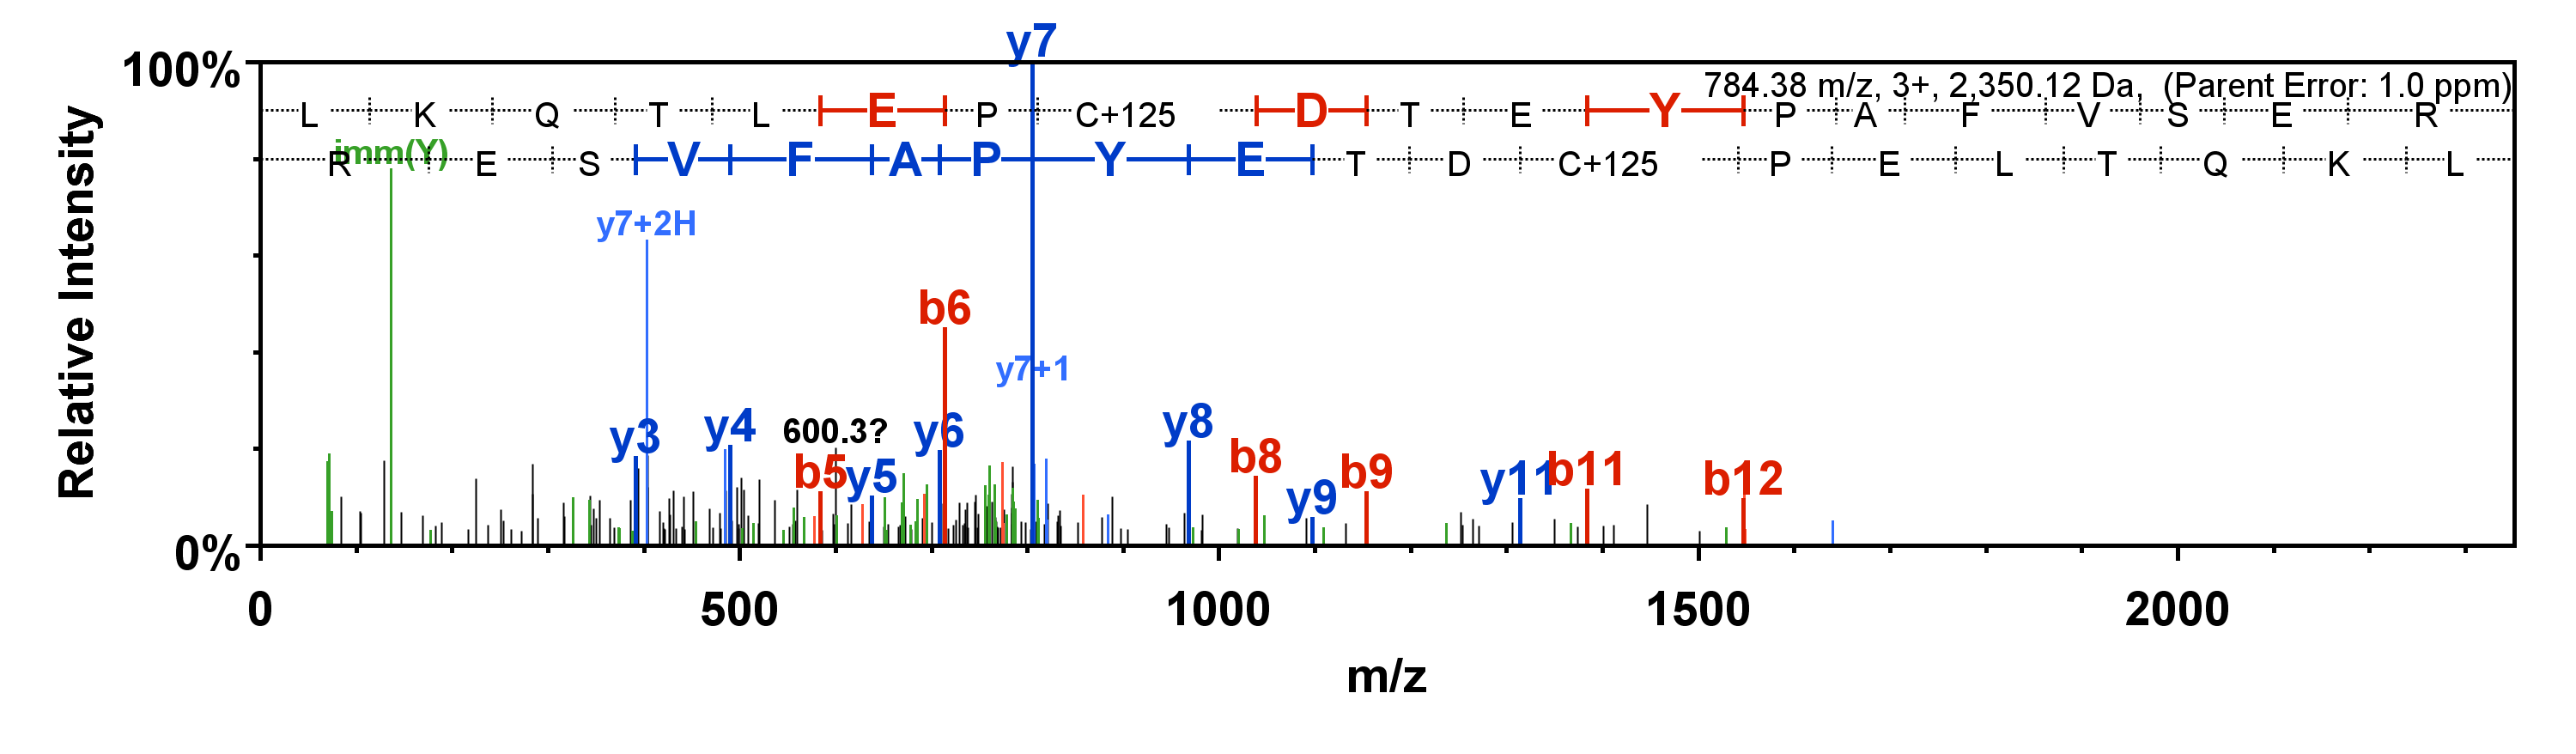 y7
100%
784.38 m/z, 3+, 2,350.12 Da, (Parent Error: 1.0 ppm)
L K Q T L E P C+125 D T E Y P A F V S E R
imm(Y)
R E S V F A P Y E T D C+125 P E L T Q K L
y7+2H
b6
y7+1
y3 y4 600.3? y6 y8
b5 y5 b8 y9 b9 y11 b11 b12
0%
0 500 1000 1500 2000
m/z
Relative Intensity